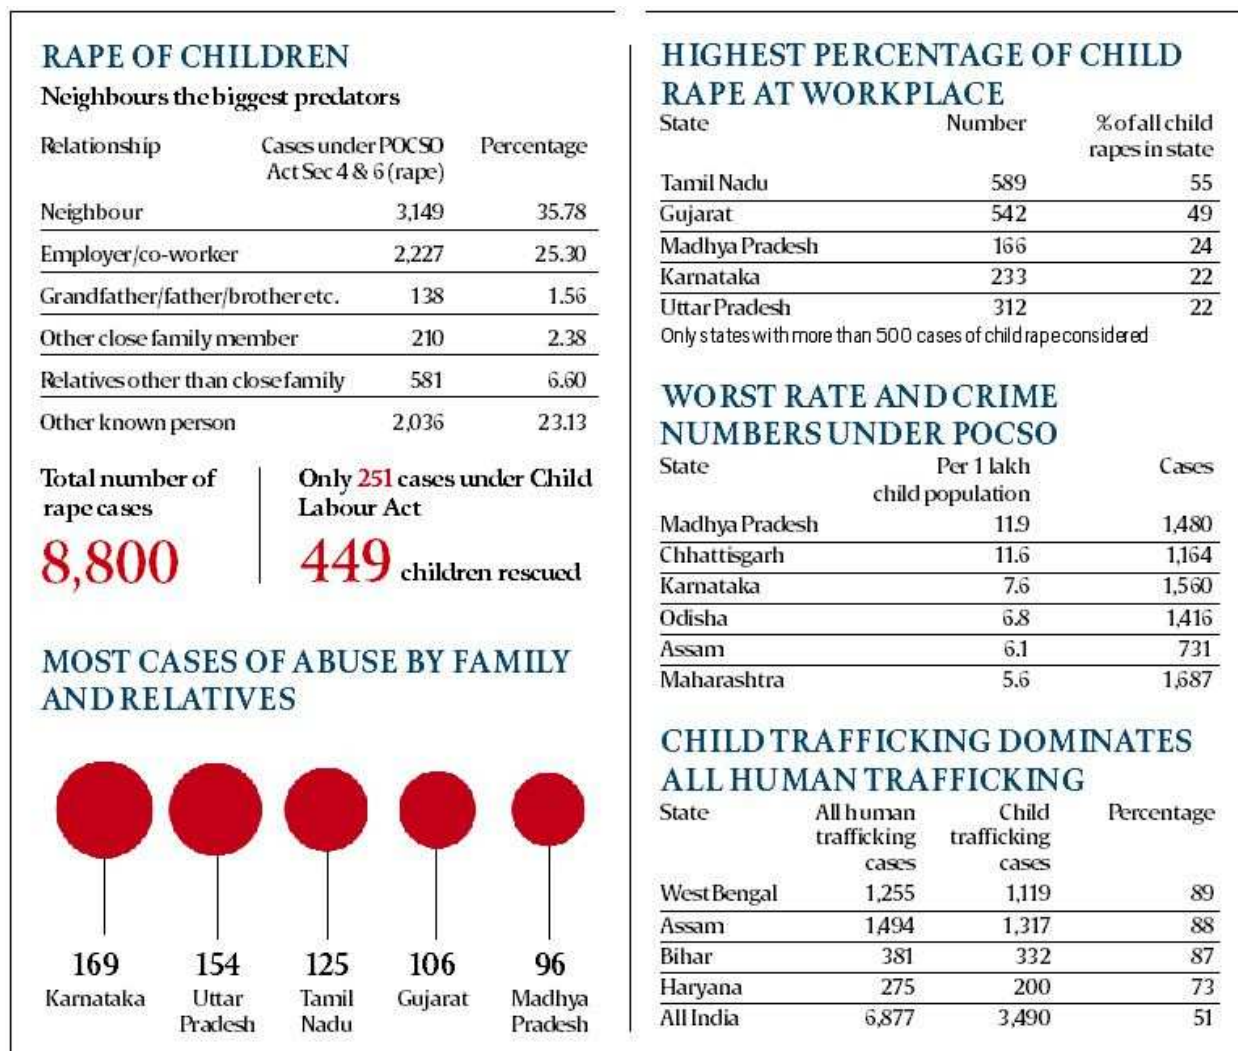 RAPE OF CHILDREN
Neighbours the biggest predators
Relationship Cases under POCSO Percentage
Act Sec 4 & 6 (rape)
Neighbour 3,149 35.78
Employer/co-worker 2,227 25.30
Grandfather/father/brother etc. 138 1.56
Other close family member 210 2.38
Relatives other than close family 581 6.60
Other known person 2,036 23.13
Total number of
rape cases
8,800
Only 251 cases under Child
Labour Act
449 children rescued
MOST CASES OF ABUSE BY FAMILY
AND RELATIVES
169 154 125 106 96
Karnataka Uttar Tamil Gujarat Madhya
Pradesh Nadu Pradesh
HIGHEST PERCENTAGE OF CHILD
RAPE AT WORKPLACE
State Number % of all child
rapes in state
Tamil Nadu 589 55
Gujarat 542 49
Madhya Pradesh 166 24
Karnataka 233 22
Uttar Pradesh 312 22
Only states with more than 500 cases of child rape considered
WORST RATE AND CRIME
NUMBERS UNDER POCSO
State Per 1 lakh Cases
child population
Madhya Pradesh 11.9 1,480
Chhattisgarh 11.6 1,164
Karnataka 7.6 1,560
Odisha 6.8 1,416
Assam 6.1 731
Maharashtra 5.6 1,687
CHILD TRAFFICKING DOMINATES
ALL HUMAN TRAFFICKING
State All human Child Percentage
trafficking trafficking
cases cases
West Bengal 1,255 1,119 89
Assam 1,494 1,317 88
Bihar 381 332 87
Haryana 275 200 73
All India 6,877 3,490 51